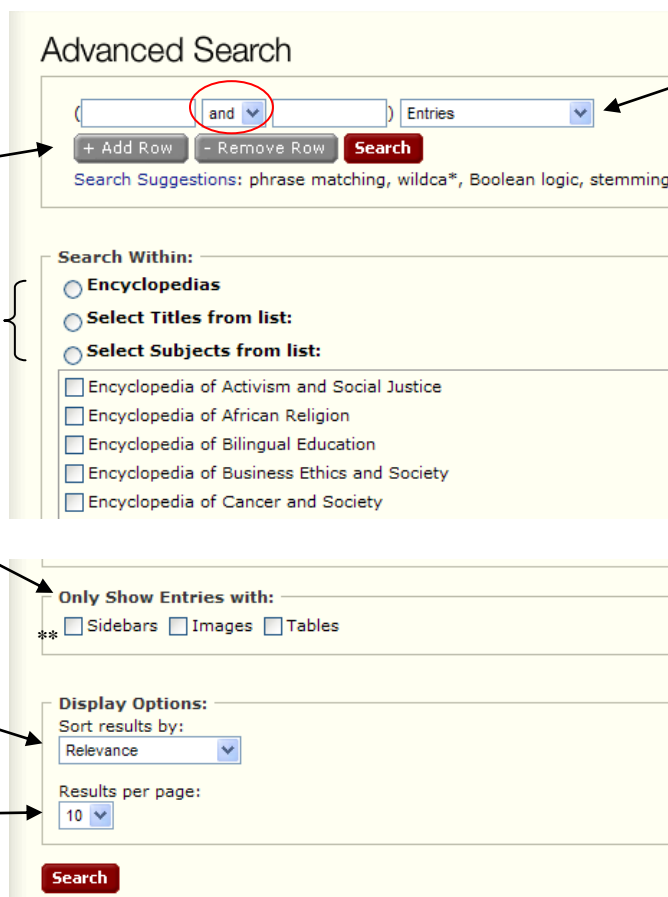 Advanced Search
( and ) Entries
+ Add Row - Remove Row Search
Search Suggestions: phrase matching, wildca*, Boolean logic, stemming
Search Within:
Encyclopedias
Select Titles from list:
Select Subjects from list:
Encyclopedia of Activism and Social Justice
Encyclopedia of African Religion
Encyclopedia of Bilingual Education
Encyclopedia of Business Ethics and Society
Encyclopedia of Cancer and Society
Only Show Entries with:
** Sidebars Images Tables
Display Options:
Sort results by:
Relevance
Results per page:
10
Search